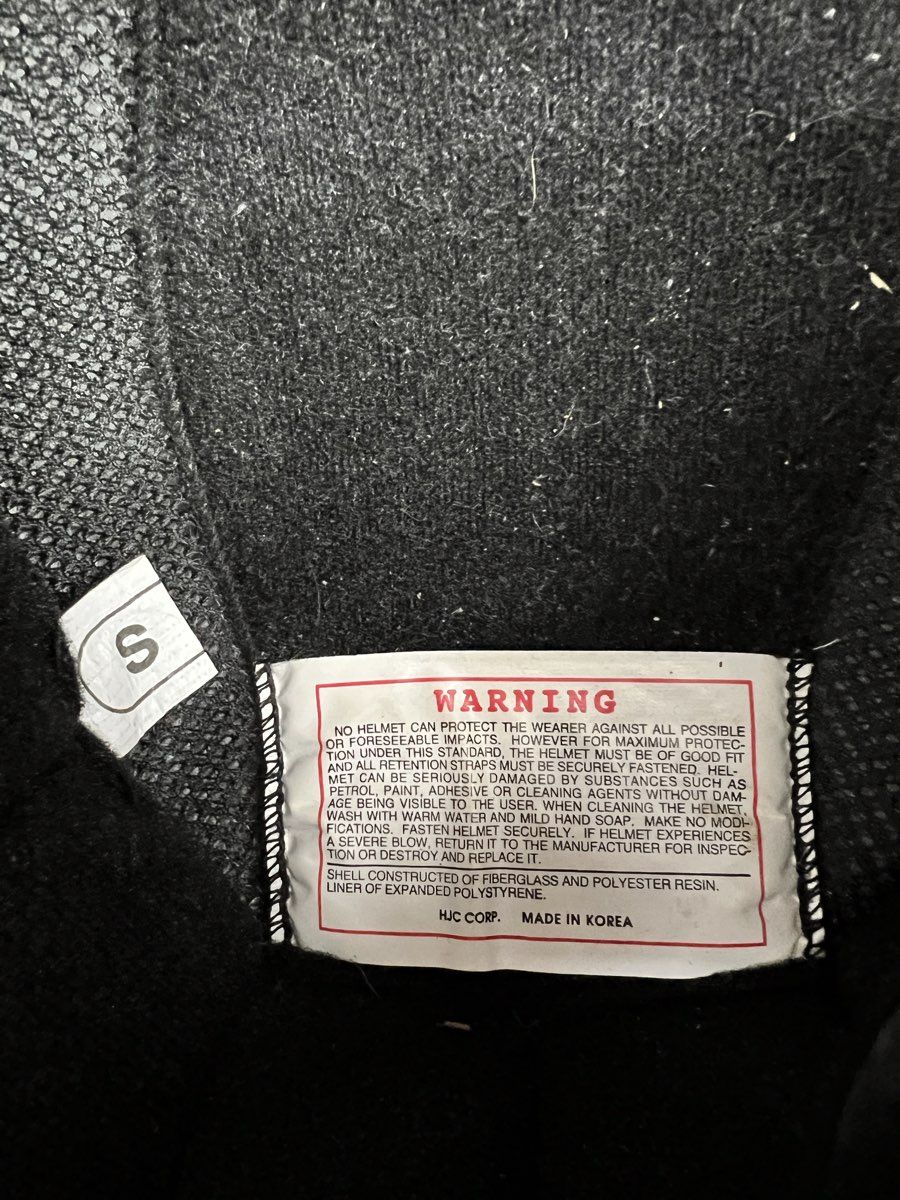 S
WARNING
NO HELMET CAN PROTECT THE WEARER AGAINST ALL POSSIBLE
OR FORESEEABLE IMPACTS. HOWEVER FOR MAXIMUM PROTEC-
TION UNDER THIS STANDARD, THE HELMET MUST BE OF GOOD FIT
AND ALL RETENTION STRAPS MUST BE SECURELY FASTENED. HEL-
MET CAN BE SERIOUSLY DAMAGED BY SUBSTANCES SUCH AS
PETROL, PAINT, ADHESIVE OR CLEANING AGENTS WITHOUT DAM-
AGE BEING VISIBLE TO THE USER. WHEN CLEANING THE HELMET,
WASH WITH WARM WATER AND MILD HAND SOAP. MAKE NO MODI-
FICATIONS. FASTEN HELMET SECURELY. IF HELMET EXPERIENCES
A SEVERE BLOW, RETURN IT TO THE MANUFACTURER FOR INSPEC-
TION OR DESTROY AND REPLACE IT.
SHELL CONSTRUCTED OF FIBERGLASS AND POLYESTER RESIN.
LINER OF EXPANDED POLYSTYRENE.
HJC CORP. MADE IN KOREA